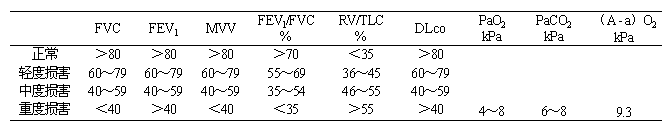 FVC FEV1 MVV FEV1/FVC % RV/TLC % DLco PaO2 kPa PaCO2 kPa (A-a) O2 kPa
正常 >80 >80 >80 >70 <35 >80
轻度损害 60~79 60~79 60~79 55~69 36~45 60~79
中度损害 40~59 40~59 40~59 35~54 46~55 40~59
重度损害 <40 >40 <40 <35 >55 >40 4~8 6~8 9.3